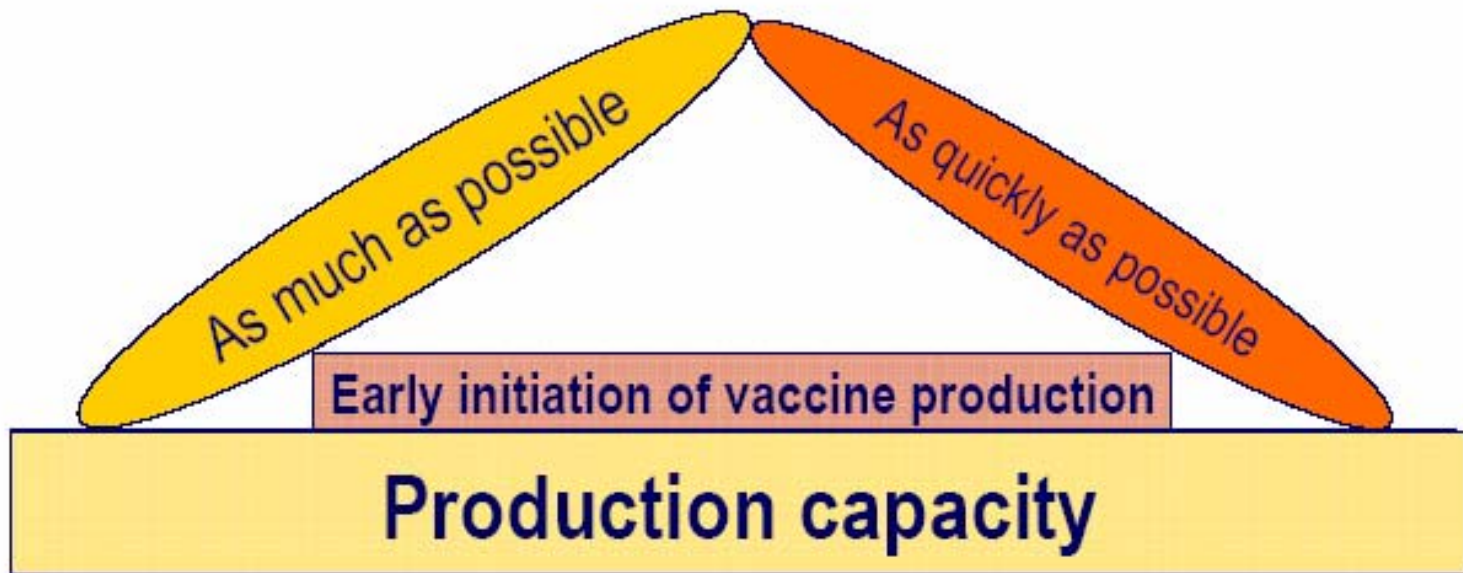 As much as possible
As quickly as possible
Early initiation of vaccine production
Production capacity